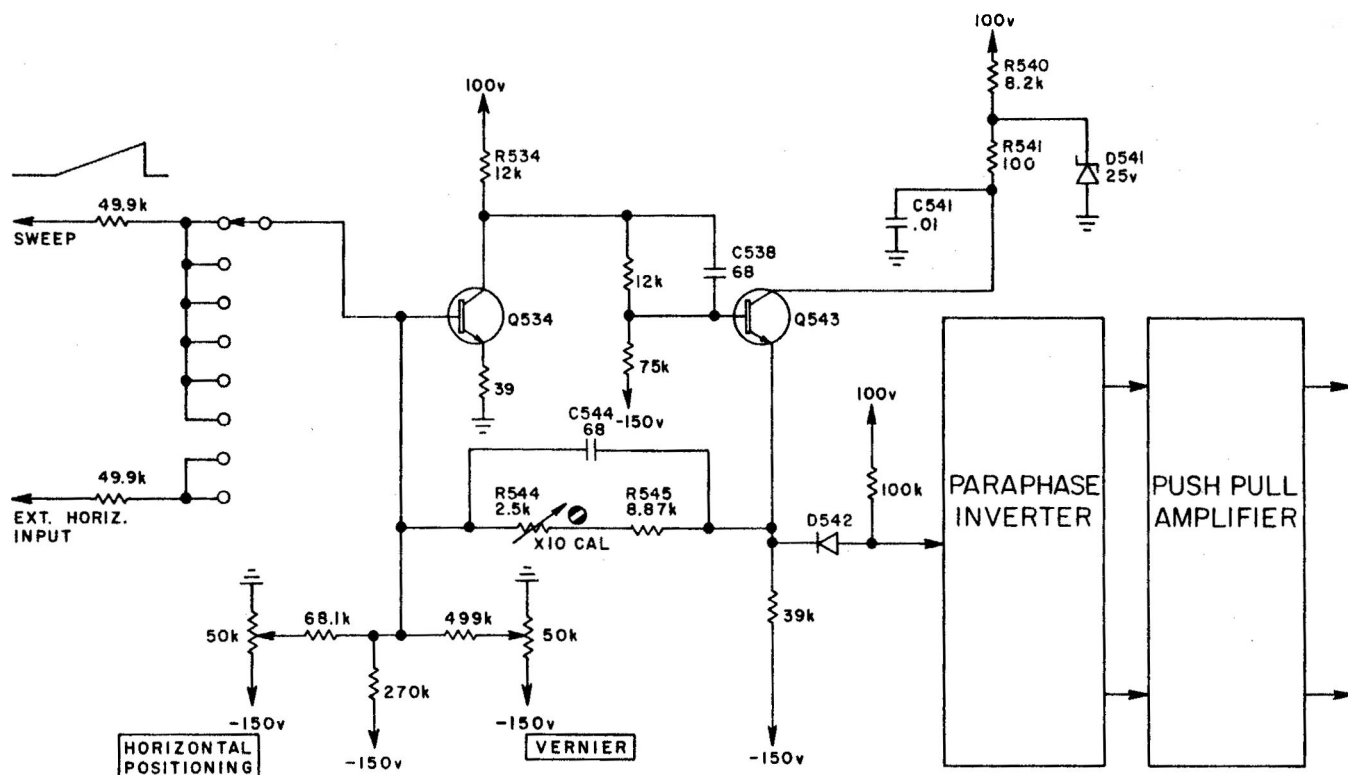 100v
R540
8.2k
100v
R534
12k
R541
100
D541
25v
49.9k
SWEEP
C541
.01
C538
68
12k
Q534
Q543
75k
39
-150v
C544
68
100v
49.9k
EXT. HORIZ.
INPUT
R544
2.5k
R545
8.87k
X10 CAL
100k
D542
PARAPHASE
INVERTER
PUSH PULL
AMPLIFIER
50k
68.1k
499k
50k
39k
270k
-150v
-150v
-150v
-150v
HORIZONTAL
POSITIONING
VERNIER